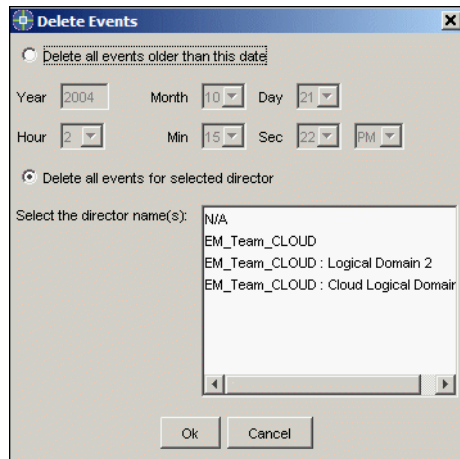 Delete Events
Delete all events older than this date
Year 2004 Month 10 Day 21
Hour 2 Min 15 Sec 22 PM
Delete all events for selected director
Select the director name(s):
N/A
EM_Team_CLOUD
EM_Team_CLOUD : Logical Domain 2
EM_Team_CLOUD : Cloud Logical Domair
Ok Cancel